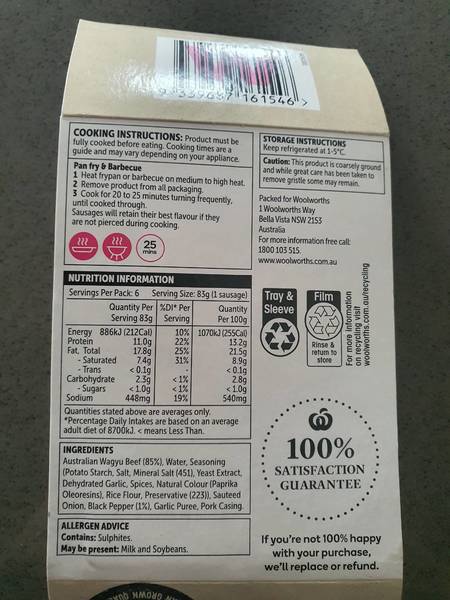 9 339687 161546 >
COOKING INSTRUCTIONS: Product must be
fully cooked before eating. Cooking times are a
guide and may vary depending on your appliance.
Pan fry & Barbecue
1 Heat frypan or barbecue on medium to high heat.
2 Remove product from all packaging.
3 Cook for 20 to 25 minutes turning frequently,
until cooked through.
Sausages will retain their best flavour if they
are not pierced during cooking.
25
mins
STORAGE INSTRUCTIONS
Keep refrigerated at 1-5°C.
Caution: This product is coarsely ground
and while great care has been taken to
remove gristle some may remain.
Packed for Woolworths
1 Woolworths Way
Bella Vista NSW 2153
Australia
For more information free call:
1800 103 515.
www.woolworths.com.au
NUTRITION INFORMATION
Servings Per Pack: 6 Serving Size: 83g (1 sausage)
Quantity Per Serving 83g %DI* Per Serving Quantity Per 100g
Energy 886kJ (212Cal) 10% 1070kJ (255Cal)
Protein 11.0g 22% 13.2g
Fat, Total 17.8g 25% 21.5g
- Saturated 7.4g 31% 8.9g
- Trans < 0.1g - < 0.1g
Carbohydrate 2.3g < 1% 2.8g
- Sugars < 1.0g < 1% < 1.0g
Sodium 448mg 19% 540mg
Quantities stated above are averages only.
*Percentage Daily Intakes are based on an average
adult diet of 8700kJ. < means Less Than.
INGREDIENTS
Australian Wagyu Beef (85%), Water, Seasoning
(Potato Starch, Salt, Mineral Salt (451), Yeast Extract,
Dehydrated Garlic, Spices, Natural Colour (Paprika
Oleoresins), Rice Flour, Preservative (223)), Sauteed
Onion, Black Pepper (1%), Garlic Puree, Pork Casing.
ALLERGEN ADVICE
Contains: Sulphites.
May be present: Milk and Soybeans.
Tray &
Sleeve
Film
Rinse &
return to
store
For more information
on recycling visit
woolworths.com.au/recycling
100%
SATISFACTION
GUARANTEE
If you're not 100% happy
with your purchase,
we'll replace or refund.
GROWN